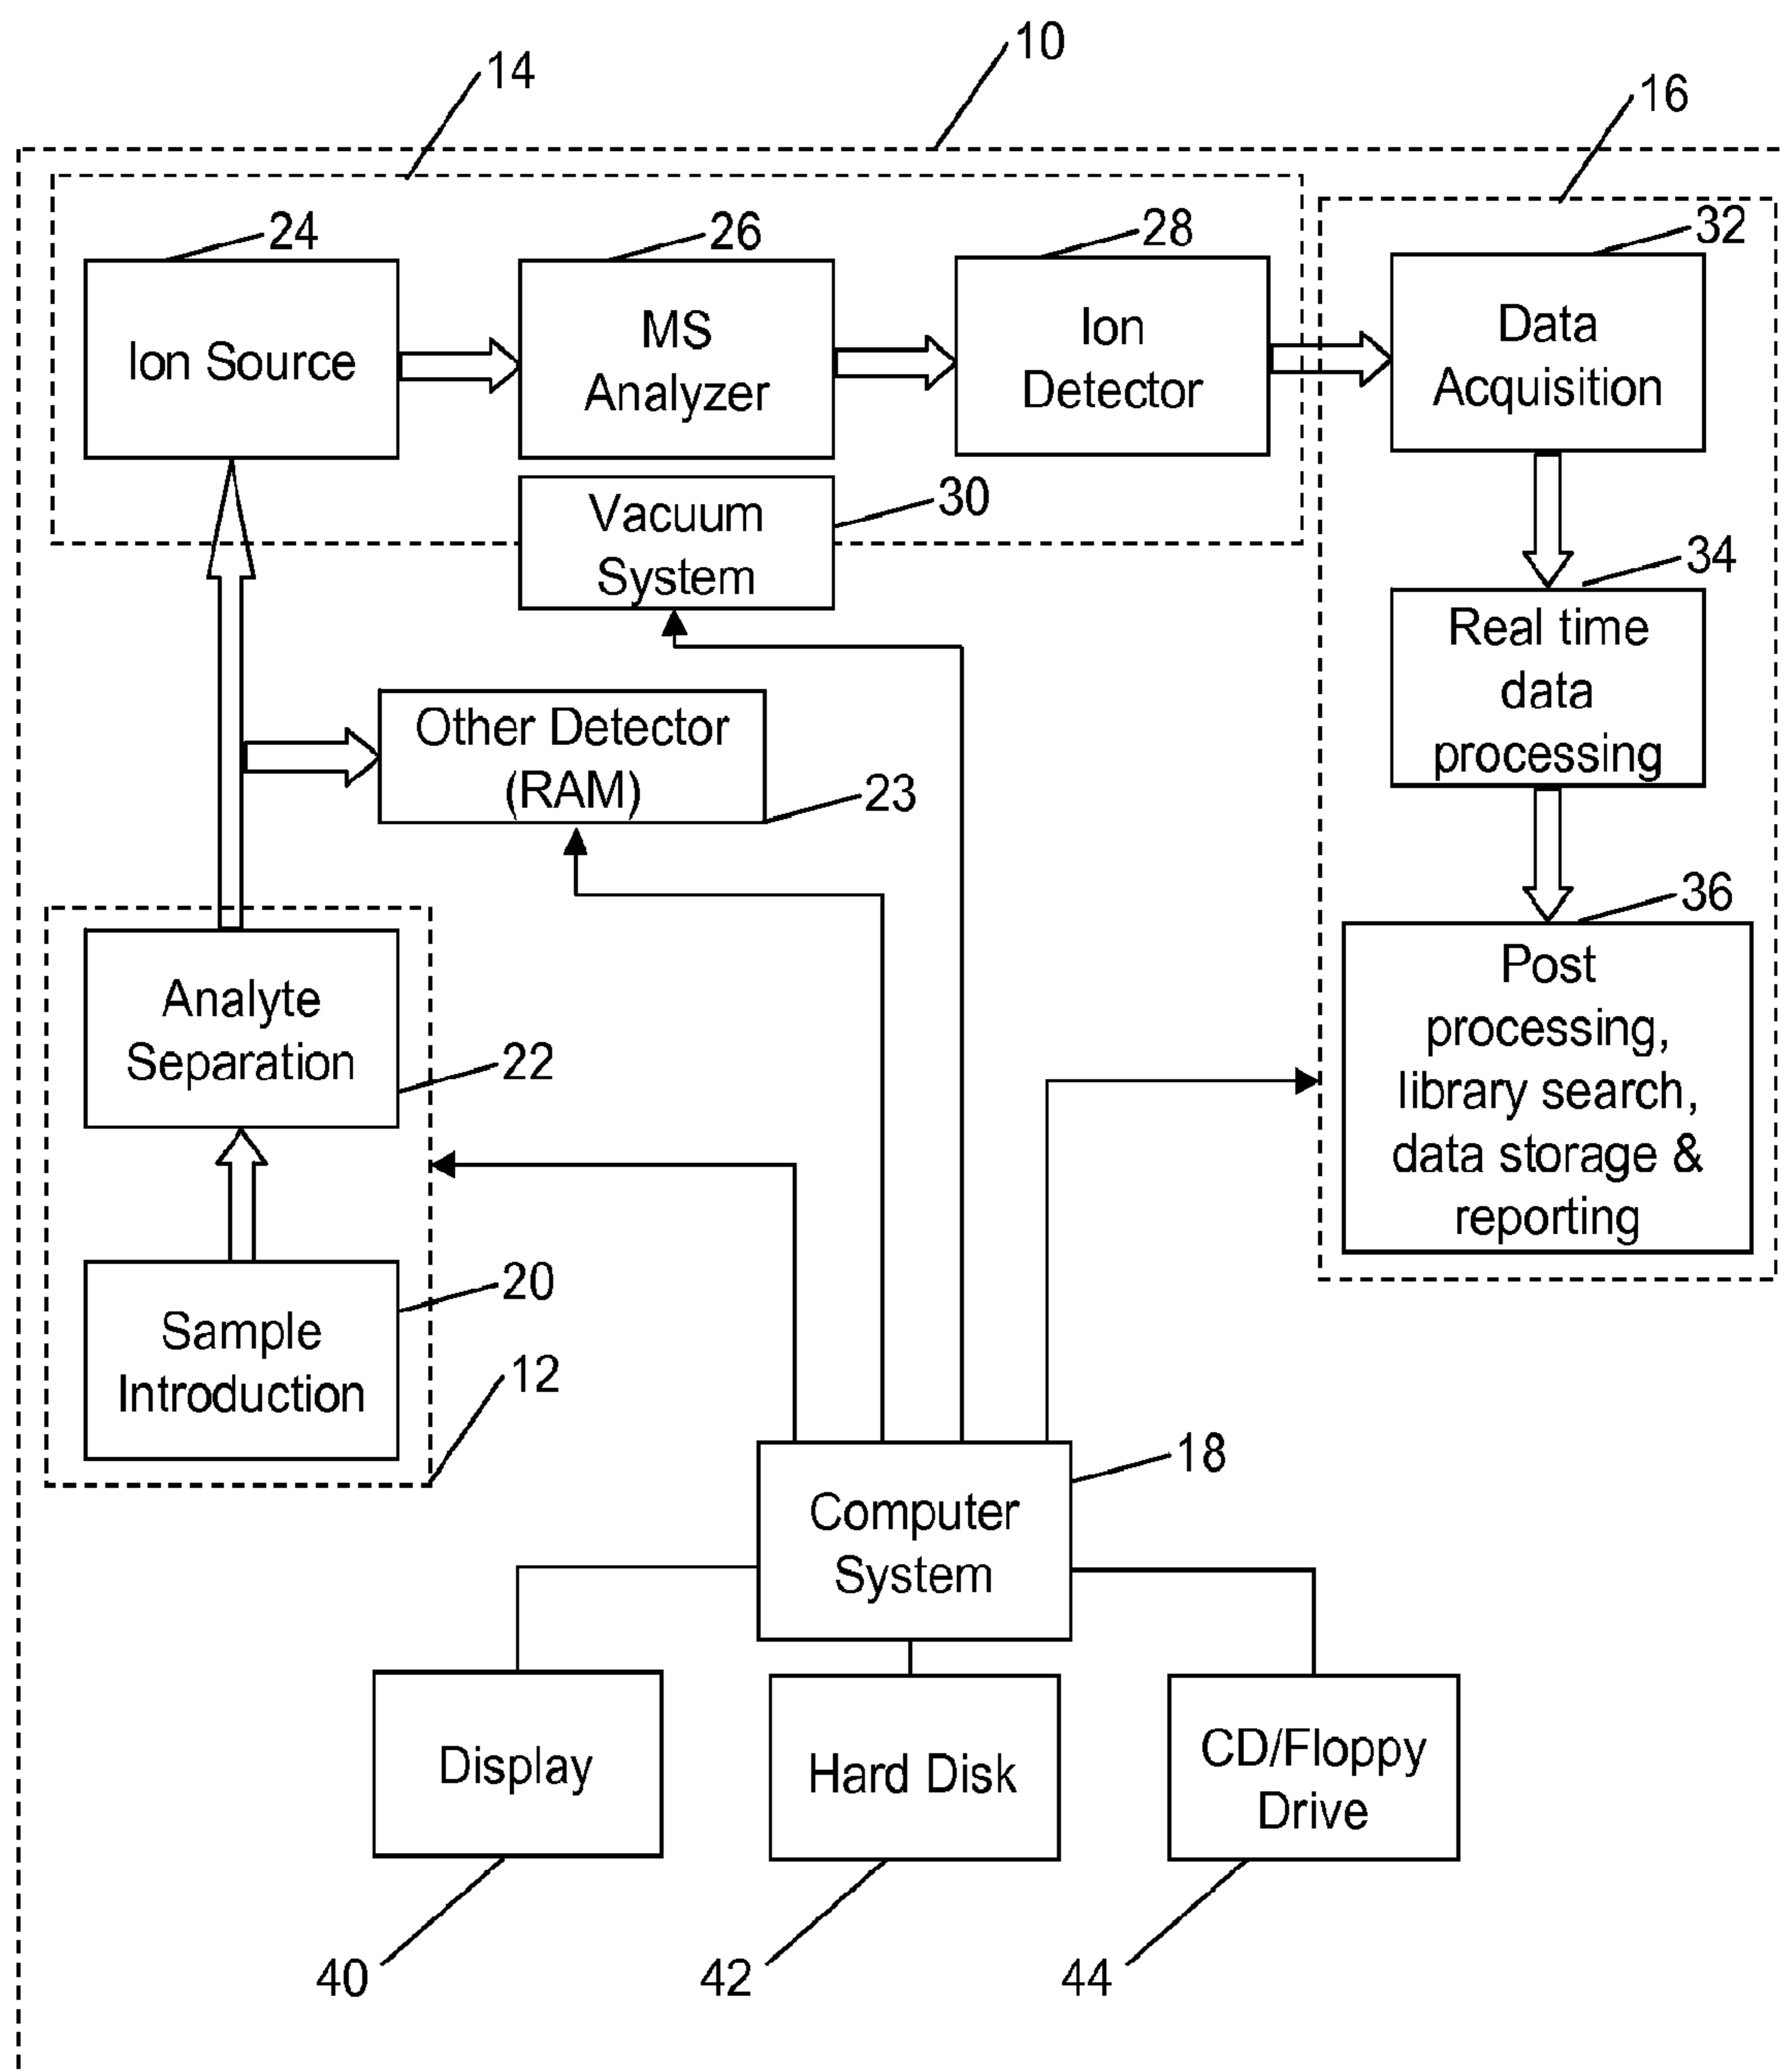 10
14
16
24
26
28
32
Ion Source
MS
Analyzer
Ion
Detector
Data
Acquisition
Vacuum
System
30
34
Real time
data
processing
Other Detector
(RAM)
23
36
Post
processing,
library search,
data storage &
reporting
Analyte
Separation
22
20
Sample
Introduction
12
18
Computer
System
Display
Hard Disk
CD/Floppy
Drive
40
42
44